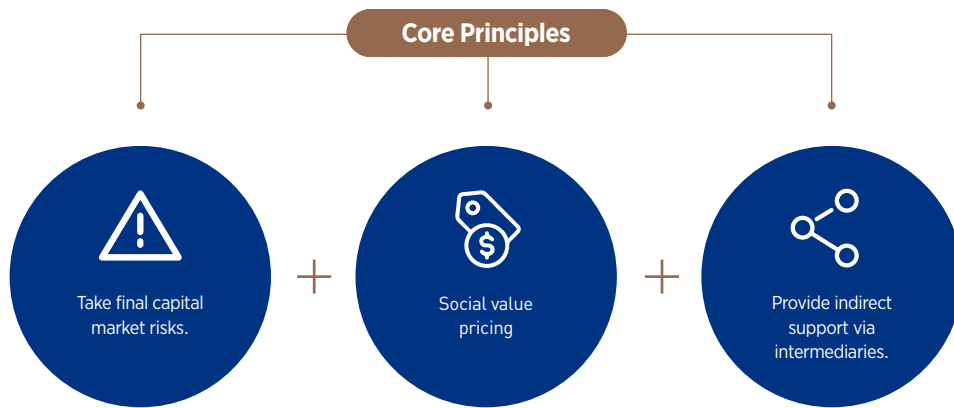 Core Principles
Take final capital
market risks.
Social value
pricing
Provide indirect
support via
intermediaries.